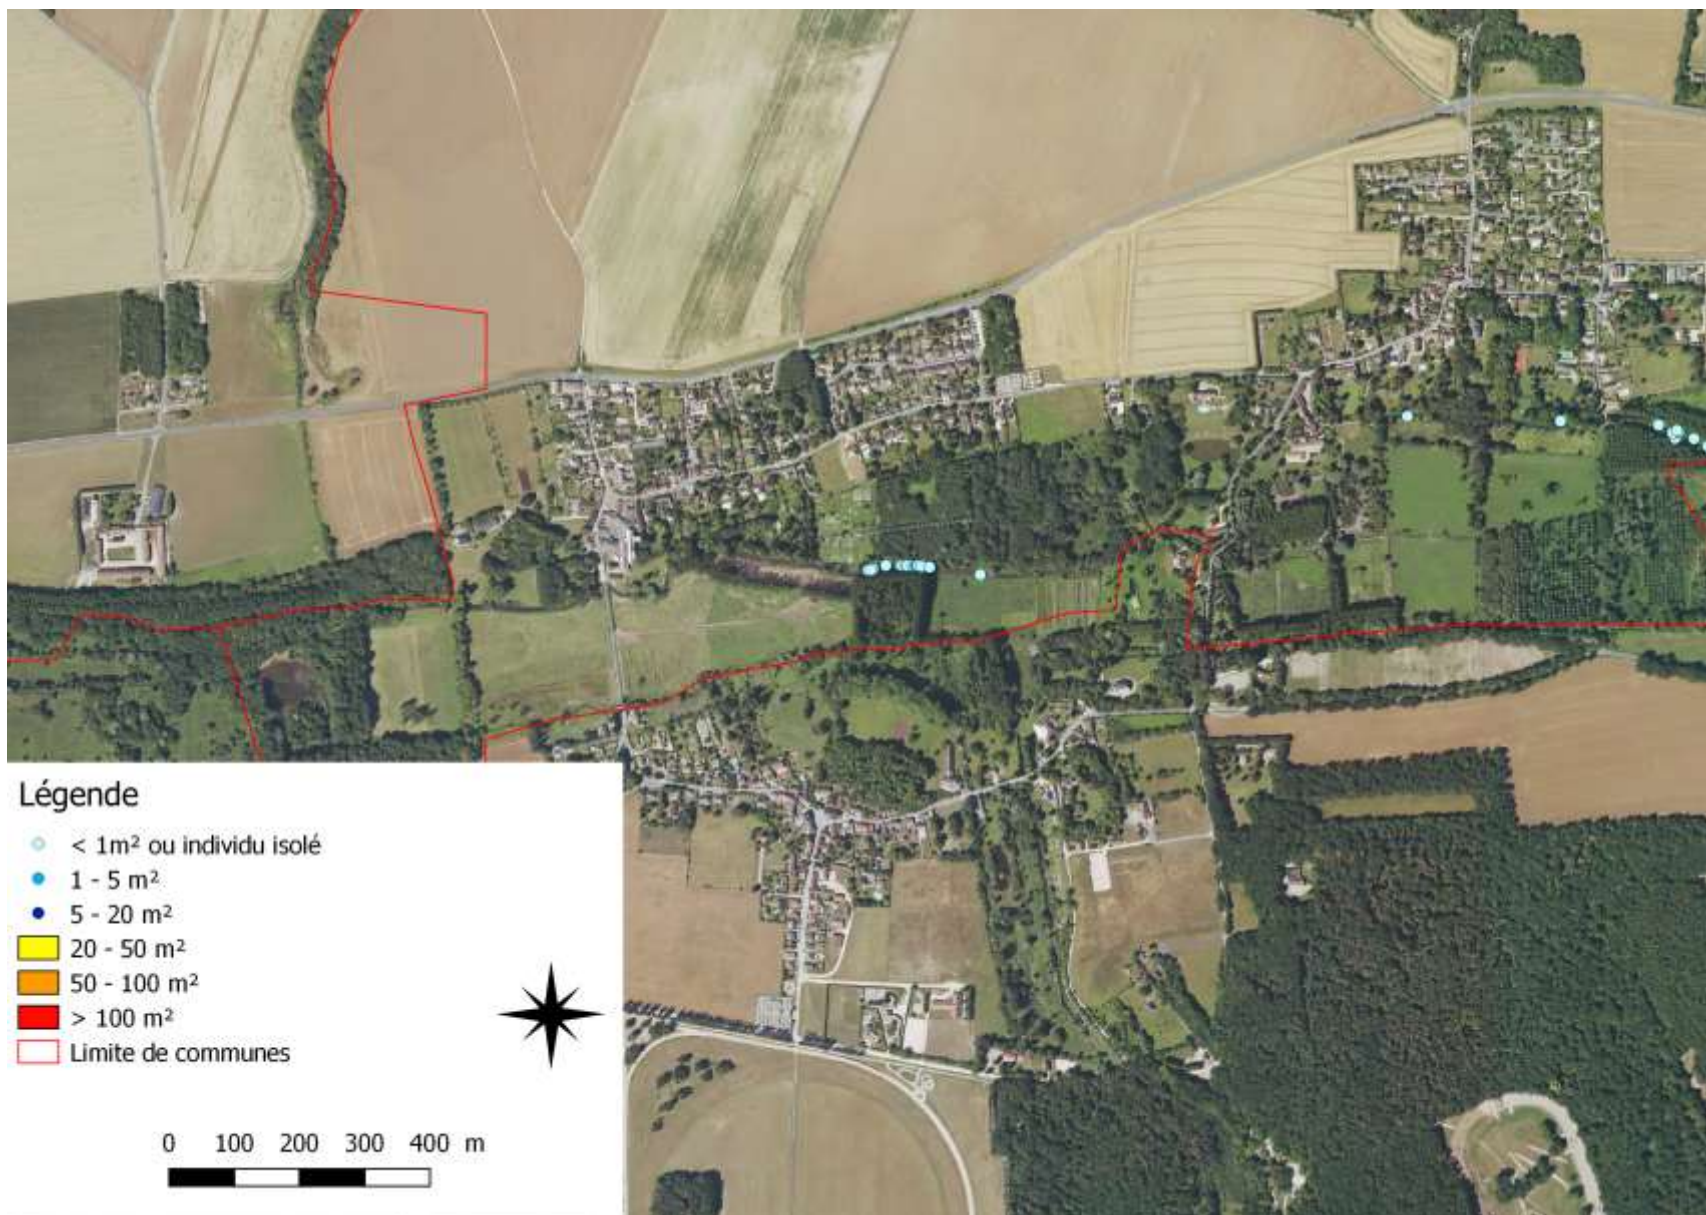 Légende
< 1m² ou individu isolé
1 - 5 m²
5 - 20 m²
20 - 50 m²
50 - 100 m²
> 100 m²
Limite de communes
0 100 200 300 400 m